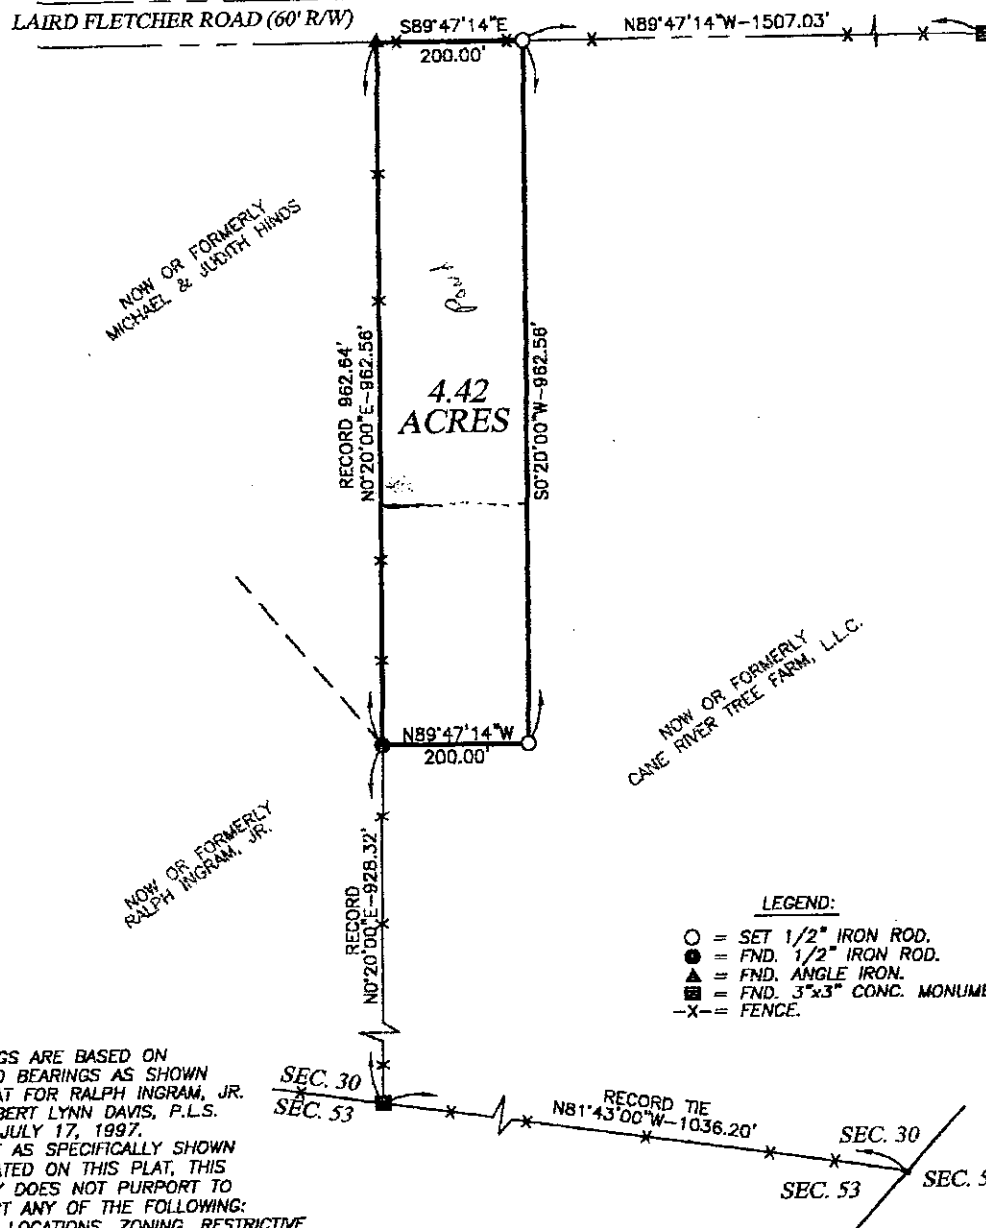 LAIRD FLETCHER ROAD (60' R/W)
S89°47'14"E
200.00'
N89°47'14"W-1507.03'
NOW OR FORMERLY
MICHAEL & JUDITH HINDS
RECORD 962.64'
N0°20'00"E-962.56'
4.42
ACRES
S0°20'00"W-962.56'
N89°47'14"W
200.00'
NOW OR FORMERLY
CANE RIVER TREE FARM, L.L.C.
NOW OR FORMERLY
RALPH INGRAM, JR.
RECORD
N0°20'00"E-928.32'
LEGEND:
O = SET 1/2" IRON ROD.
● = FND. 1/2" IRON ROD.
▲ = FND. ANGLE IRON.
■ = FND. 3"x3" CONC. MONUME
-X-= FENCE.
GS ARE BASED ON
D BEARINGS AS SHOWN
AT FOR RALPH INGRAM, JR.
BERT LYNN DAVIS, P.L.S.
JULY 17, 1997.
T AS SPECIFICALLY SHOWN
ATED ON THIS PLAT, THIS
Y DOES NOT PURPORT TO
CT ANY OF THE FOLLOWING:
LOCATIONS, ZONING, RESTRICTIVE
SEC. 30
SEC. 53
RECORD TIE
N81°43'00"W-1036.20'
SEC. 30
SEC. 53
SEC. 5